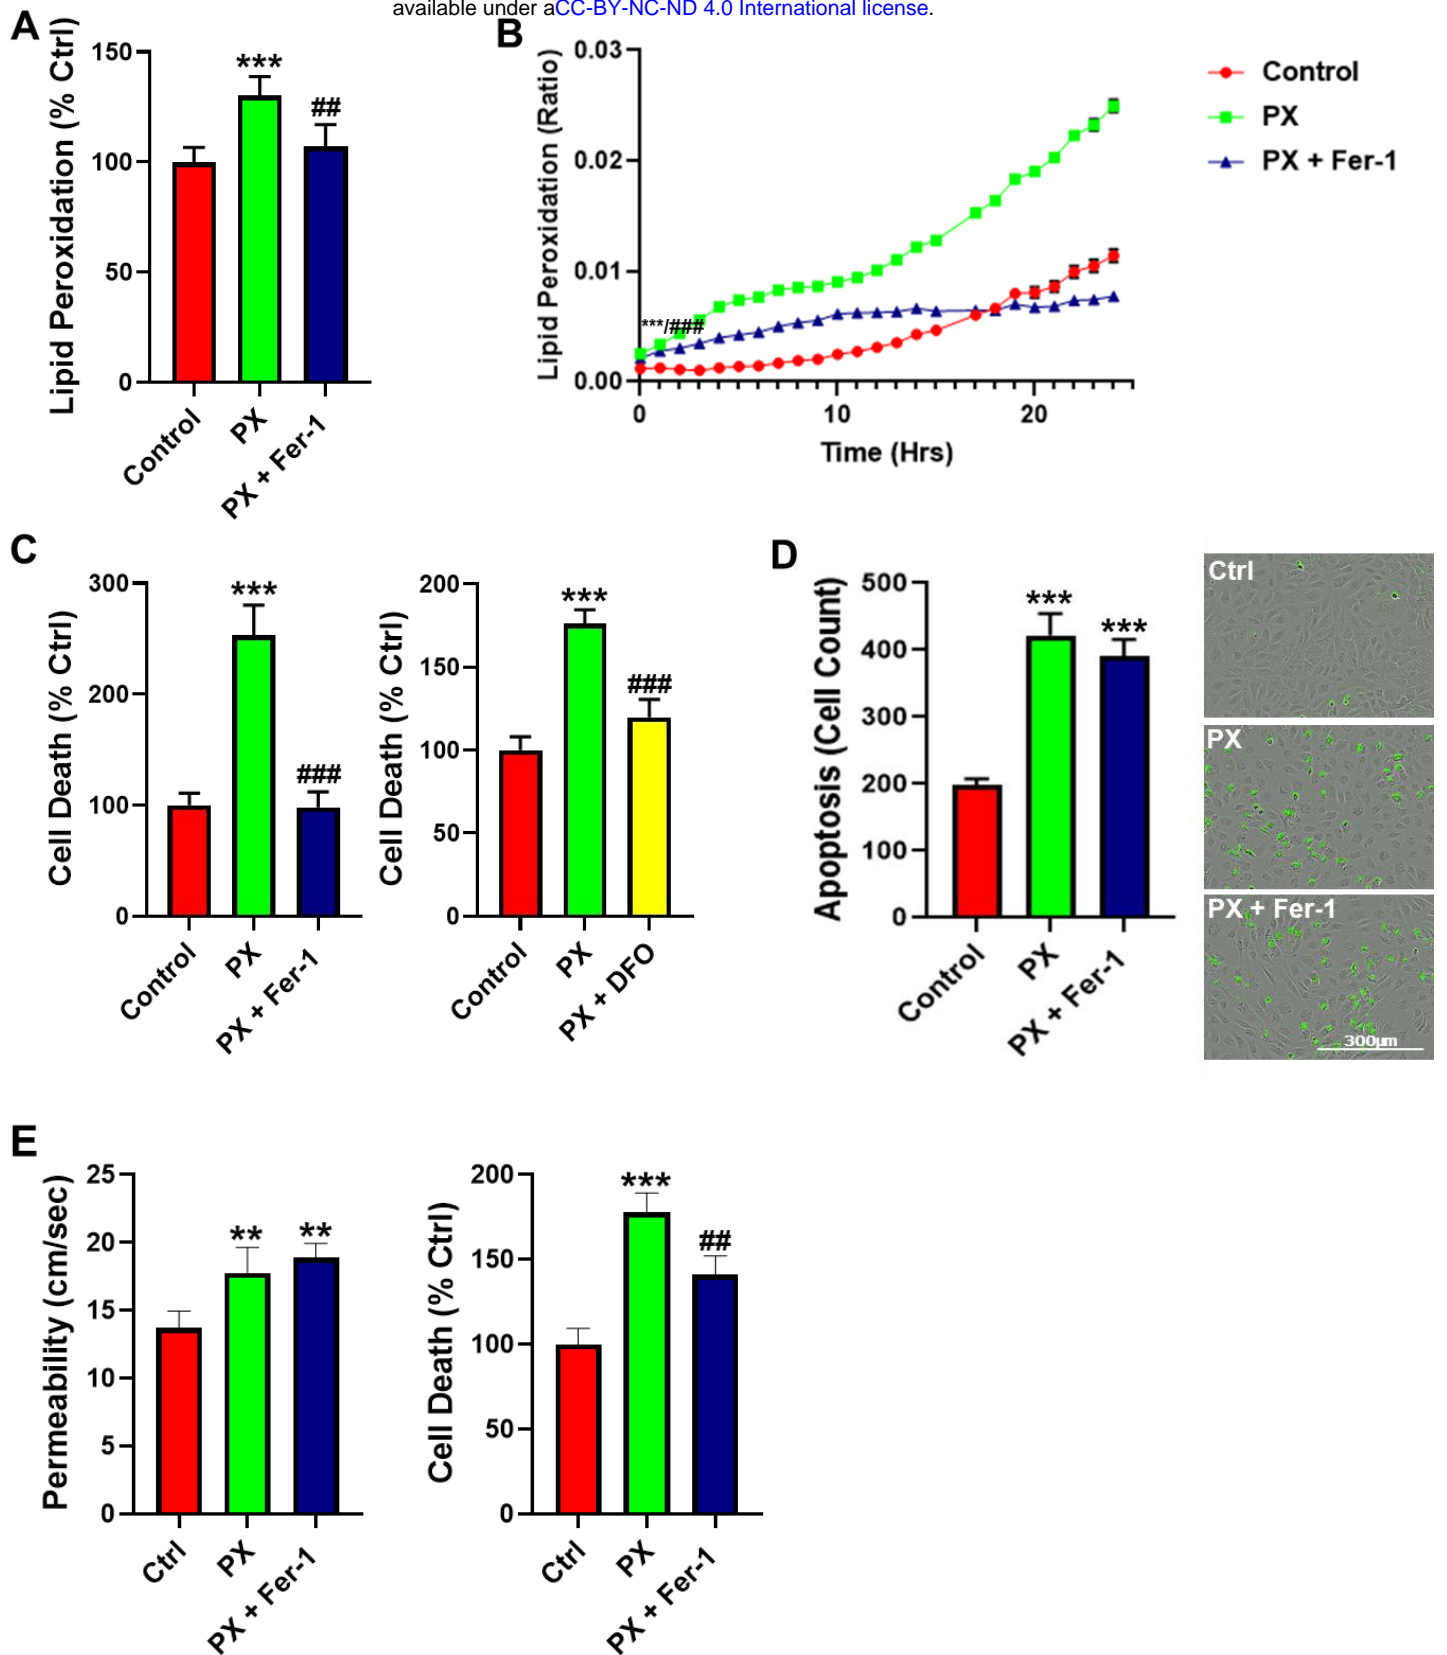 available under aCC-BY-NC-ND 4.0 International license.
A
Lipid Peroxidation (% Ctrl)
150
100
50
0
***
##
Control
PX
PX + Fer-1
B
Lipid Peroxidation (Ratio)
0.03
0.02
0.01
0.00
***/###
0
10
20
Time (Hrs)
Control
PX
PX + Fer-1
C
Cell Death (% Ctrl)
300
200
100
0
***
###
Control
PX
PX + Fer-1
Cell Death (% Ctrl)
200
150
100
50
0
***
###
Control
PX
PX + DFO
D
Apoptosis (Cell Count)
500
400
300
200
100
0
***
***
Control
PX
PX + Fer-1
Ctrl
PX
PX + Fer-1
300µm
E
Permeability (cm/sec)
25
20
15
10
5
0
**
**
Ctrl
PX
PX + Fer-1
Cell Death (% Ctrl)
200
150
100
50
0
***
##
Ctrl
PX
PX + Fer-1